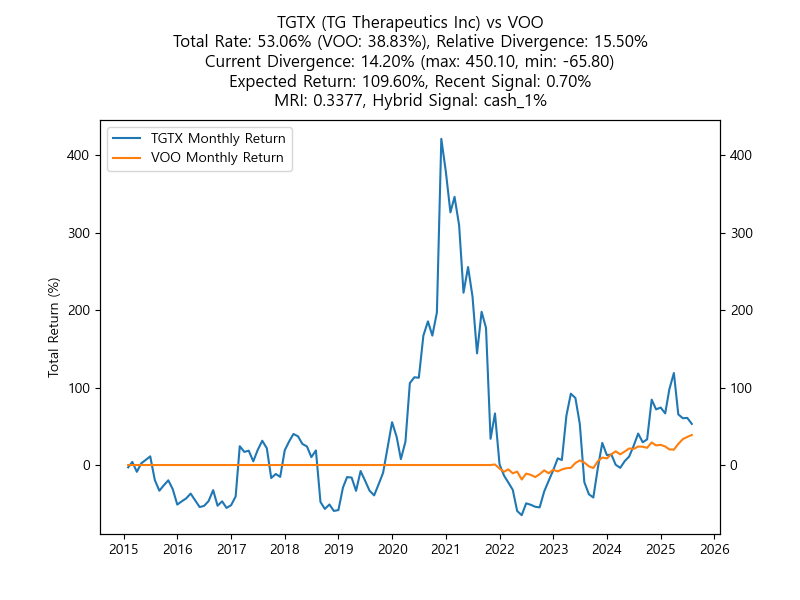 TGTX (TG Therapeutics Inc) vs VOO
Total Rate: 53.06% (VOO: 38.83%), Relative Divergence: 15.50%
Current Divergence: 14.20% (max: 450.10, min: -65.80)
Expected Return: 109.60%, Recent Signal: 0.70%
MRI: 0.3377, Hybrid Signal: cash_1%
TGTX Monthly Return
VOO Monthly Return
Total Return (%)
400
300
200
100
0
400
300
200
100
0
2015 2016 2017 2018 2019 2020 2021 2022 2023 2024 2025 2026